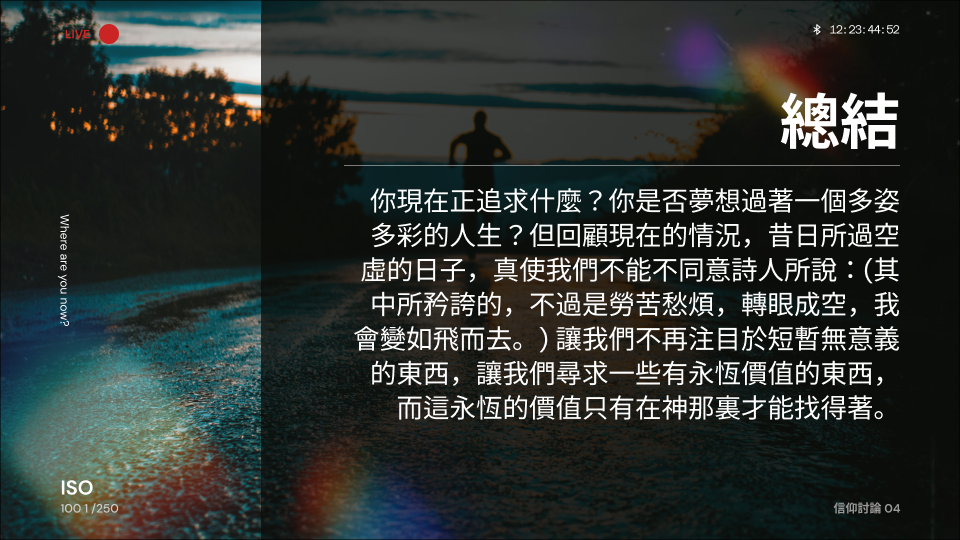 LIVE
12:23:44:52
總結
你現在正追求什麼？你是否夢想過著一個多姿
多彩的人生？但回顧現在的情況，昔日所過空
虛的日子，真使我們不能不同意詩人所說：(其
中所矜誇的，不過是勞苦愁煩，轉眼成空，我
會變如飛而去。) 讓我們不再注目於短暫無意義
的東西，讓我們尋求一些有永恆價值的東西，
而這永恆的價值只有在神那裏才能找得著。
Where are you now?
ISO
100 1 /250
信仰討論 04